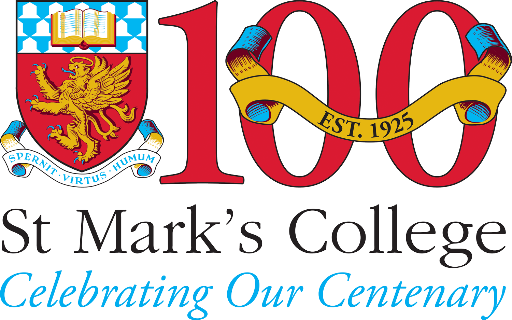 100
EST. 1925
SPERNIT · VIRTUS · HUMUM
St Mark's College
Celebrating Our Centenary